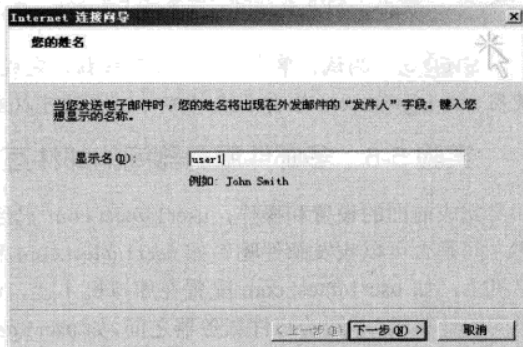 Internet 连接向导
您的姓名
当您发送电子邮件时，您的姓名将出现在外发邮件的“发件人”字段。键入您
想显示的名称。
显示名(D): user1
例如: John Smith
<上一步(B) 下一步(N) > 取消